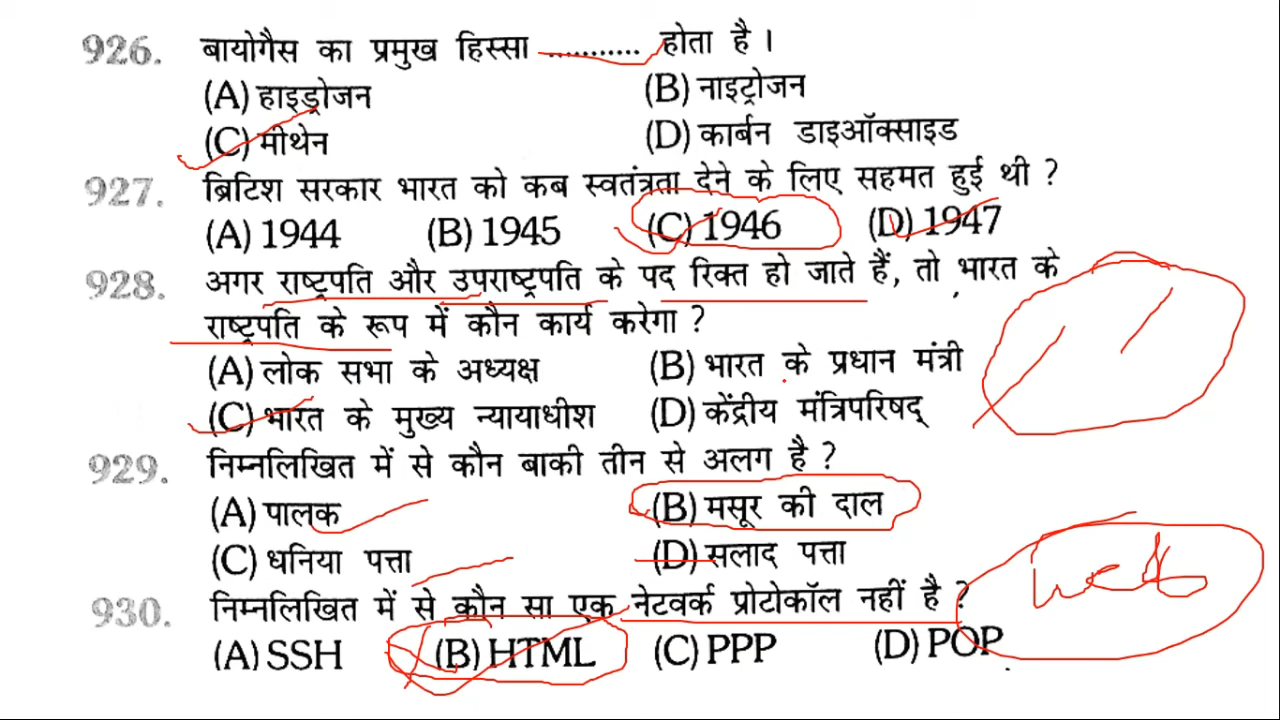 926. बायोगैस का प्रमुख हिस्सा ........... होता है ।
(A) हाइड्रोजन (B) नाइट्रोजन
(C) मीथेन (D) कार्बन डाइऑक्साइड
927. ब्रिटिश सरकार भारत को कब स्वतंत्रता देने के लिए सहमत हुई थी ?
(A) 1944 (B) 1945 (C) 1946 (D) 1947
928. अगर राष्ट्रपति और उपराष्ट्रपति के पद रिक्त हो जाते हैं, तो भारत के
राष्ट्रपति के रूप में कौन कार्य करेगा ?
(A) लोक सभा के अध्यक्ष (B) भारत के प्रधान मंत्री
(C) भारत के मुख्य न्यायाधीश (D) केंद्रीय मंत्रिपरिषद्
929. निम्नलिखित में से कौन बाकी तीन से अलग है ?
(A) पालक (B) मसूर की दाल
(C) धनिया पत्ता (D) सलाद पत्ता
930. निम्नलिखित में से कौन सा एक नेटवर्क प्रोटोकॉल नहीं है ?
(A) SSH (B) HTML (C) PPP (D) POP